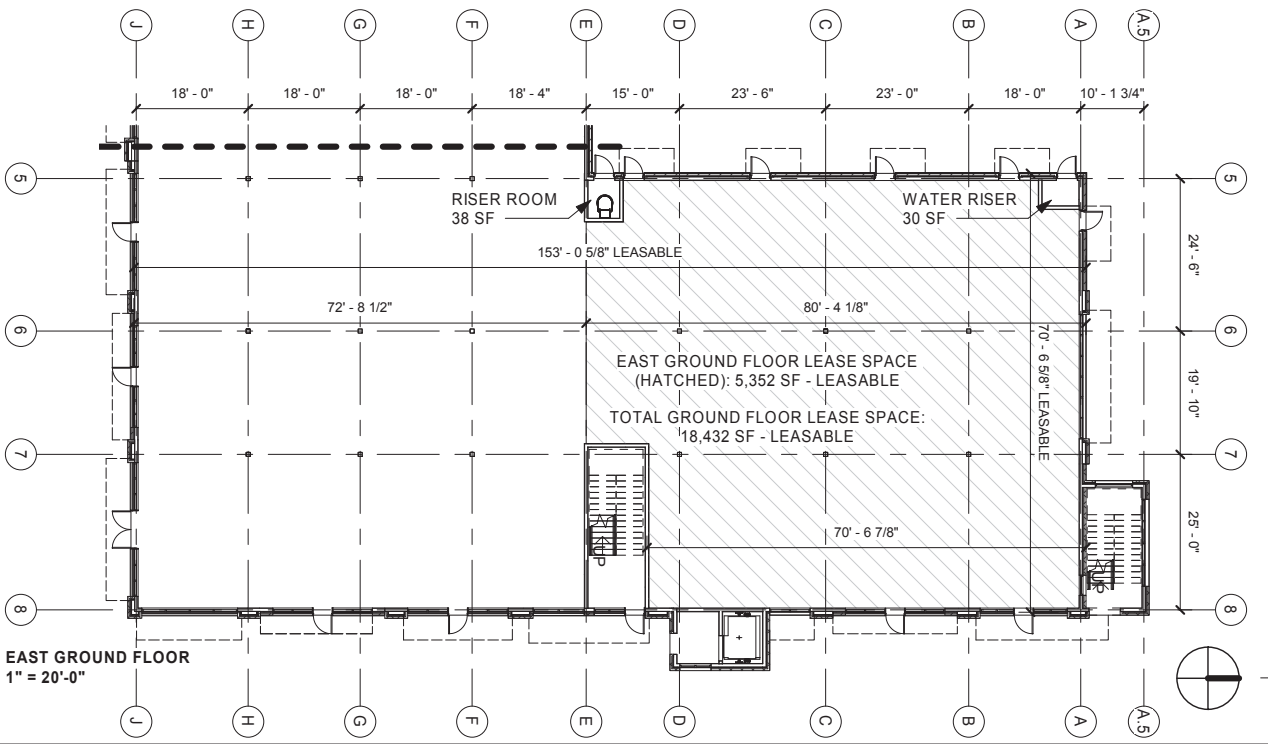 J H G F E D C B A A.5
18' - 0" 18' - 0" 18' - 0" 18' - 4" 15' - 0" 23' - 6" 23' - 0" 18' - 0" 10' - 1 3/4"
5 5
RISER ROOM
38 SF
WATER RISER
30 SF
24' - 6"
153' - 0 5/8" LEASABLE
72' - 8 1/2" 80' - 4 1/8"
6 6
70' - 6 5/8" LEASABLE
EAST GROUND FLOOR LEASE SPACE
(HATCHED): 5,352 SF - LEASABLE
19' - 10"
TOTAL GROUND FLOOR LEASE SPACE:
18,432 SF - LEASABLE
7 7
25' - 0"
70' - 6 7/8"
UP
UP
8 8
EAST GROUND FLOOR
1" = 20'-0"
J H G F E D C B A A.5